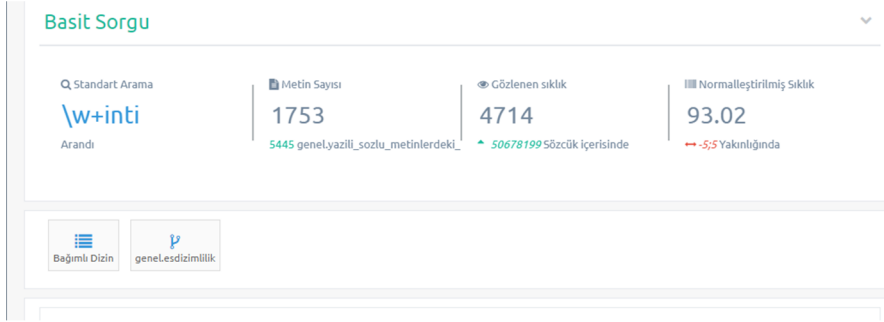 Basit Sorgu
Standart Arama
\w+inti
Arandı
Metin Sayısı
1753
5445 genel.yazili_sozlu_metinlerdeki_
Gözlenen sıklık
4714
50678199 Sözcük içerisinde
Normalleştirilmiş Sıklık
93.02
-5;5 Yakınlığında
Bağımlı Dizin
genel.esdizimlilik